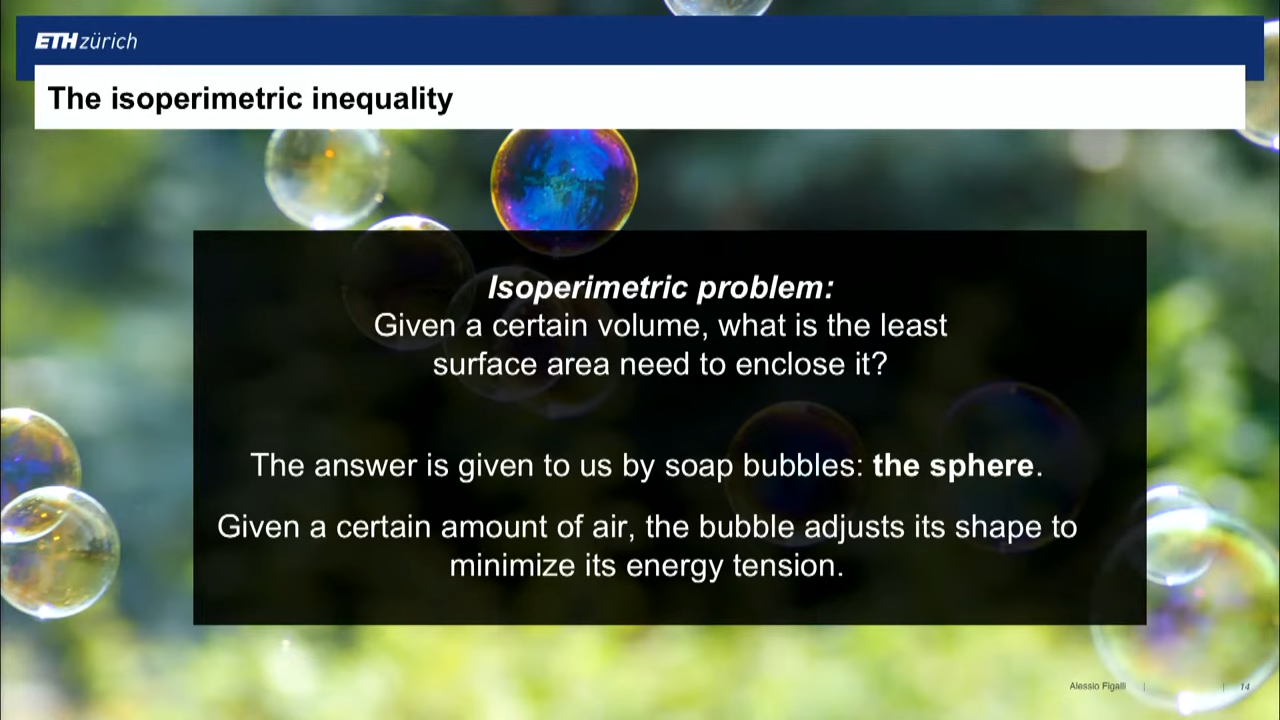 ETH zürich
The isoperimetric inequality
Isoperimetric problem:
Given a certain volume, what is the least
surface area need to enclose it?
The answer is given to us by soap bubbles: the sphere.
Given a certain amount of air, the bubble adjusts its shape to
minimize its energy tension.
Alessio Figalli | | 14